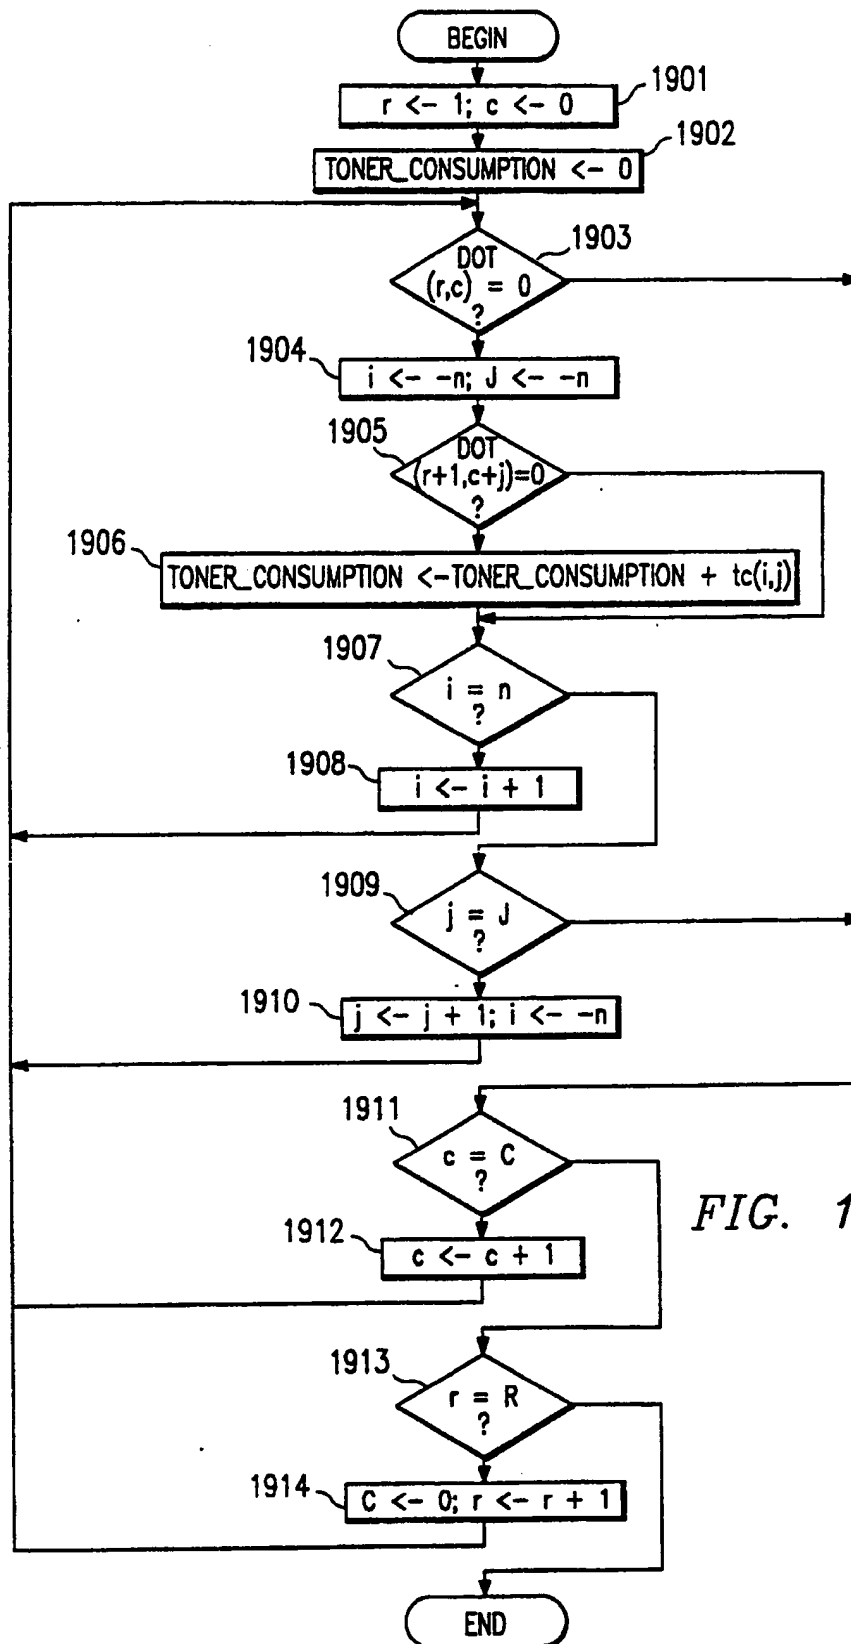 BEGIN
1901
r <- 1; c <- 0
1902
TONER_CONSUMPTION <- 0
1903
DOT
(r,c) = 0
?
1904
i <- -n; J <- -n
1905
DOT
(r+1,c+j)=0
?
1906
TONER_CONSUMPTION <-TONER_CONSUMPTION + tc(i,j)
1907
i = n
?
1908
i <- i + 1
1909
j = J
?
1910
j <- j + 1; i <- -n
1911
c = C
?
FIG. 1
1912
c <- c + 1
1913
r = R
?
1914
C <- 0; r <- r + 1
END